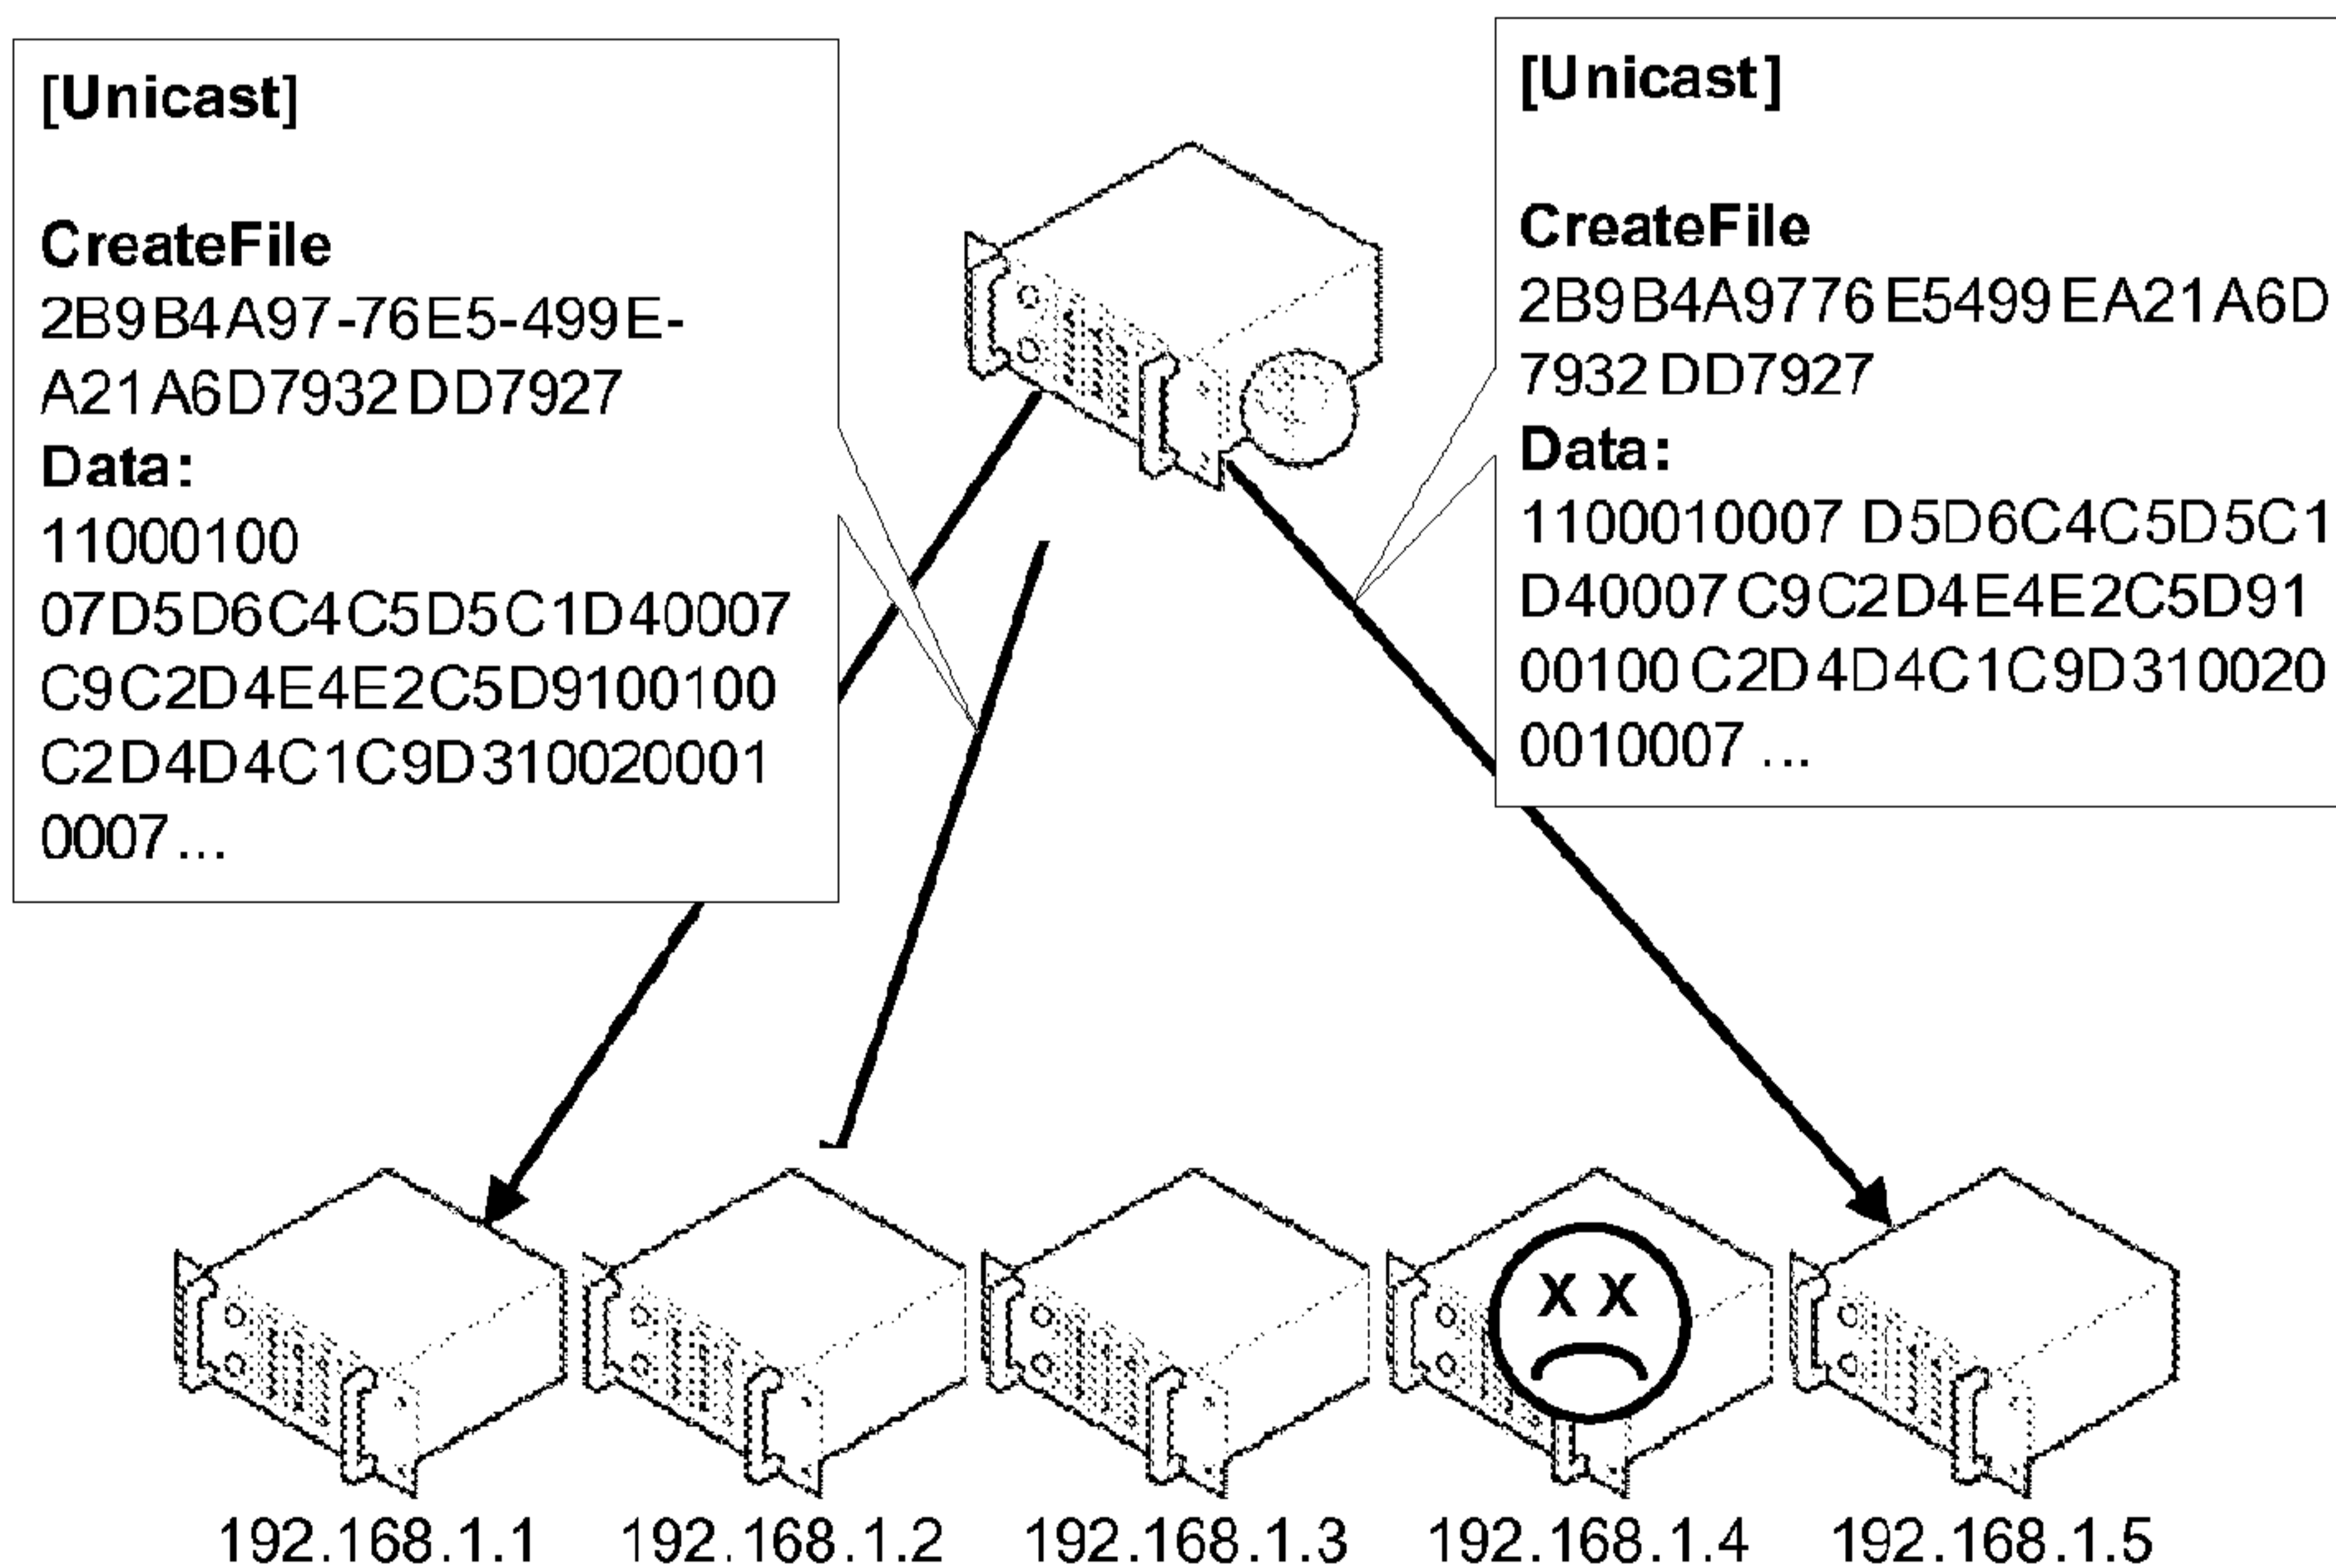 [Unicast]
CreateFile
2B9B4A97-76E5-499E-
A21A6D7932DD7927
Data:
11000100
07D5D6C4C5D5C1D40007
C9C2D4E4E2C5D9100100
C2D4D4C1C9D310020001
0007...
[Unicast]
CreateFile
2B9B4A9776E5499EA21A6D
7932DD7927
Data:
1100010007 D5D6C4C5D5C1
D40007C9C2D4E4E2C5D91
00100C2D4D4C1C9D310020
0010007...
X X
192.168.1.1 192.168.1.2 192.168.1.3 192.168.1.4 192.168.1.5